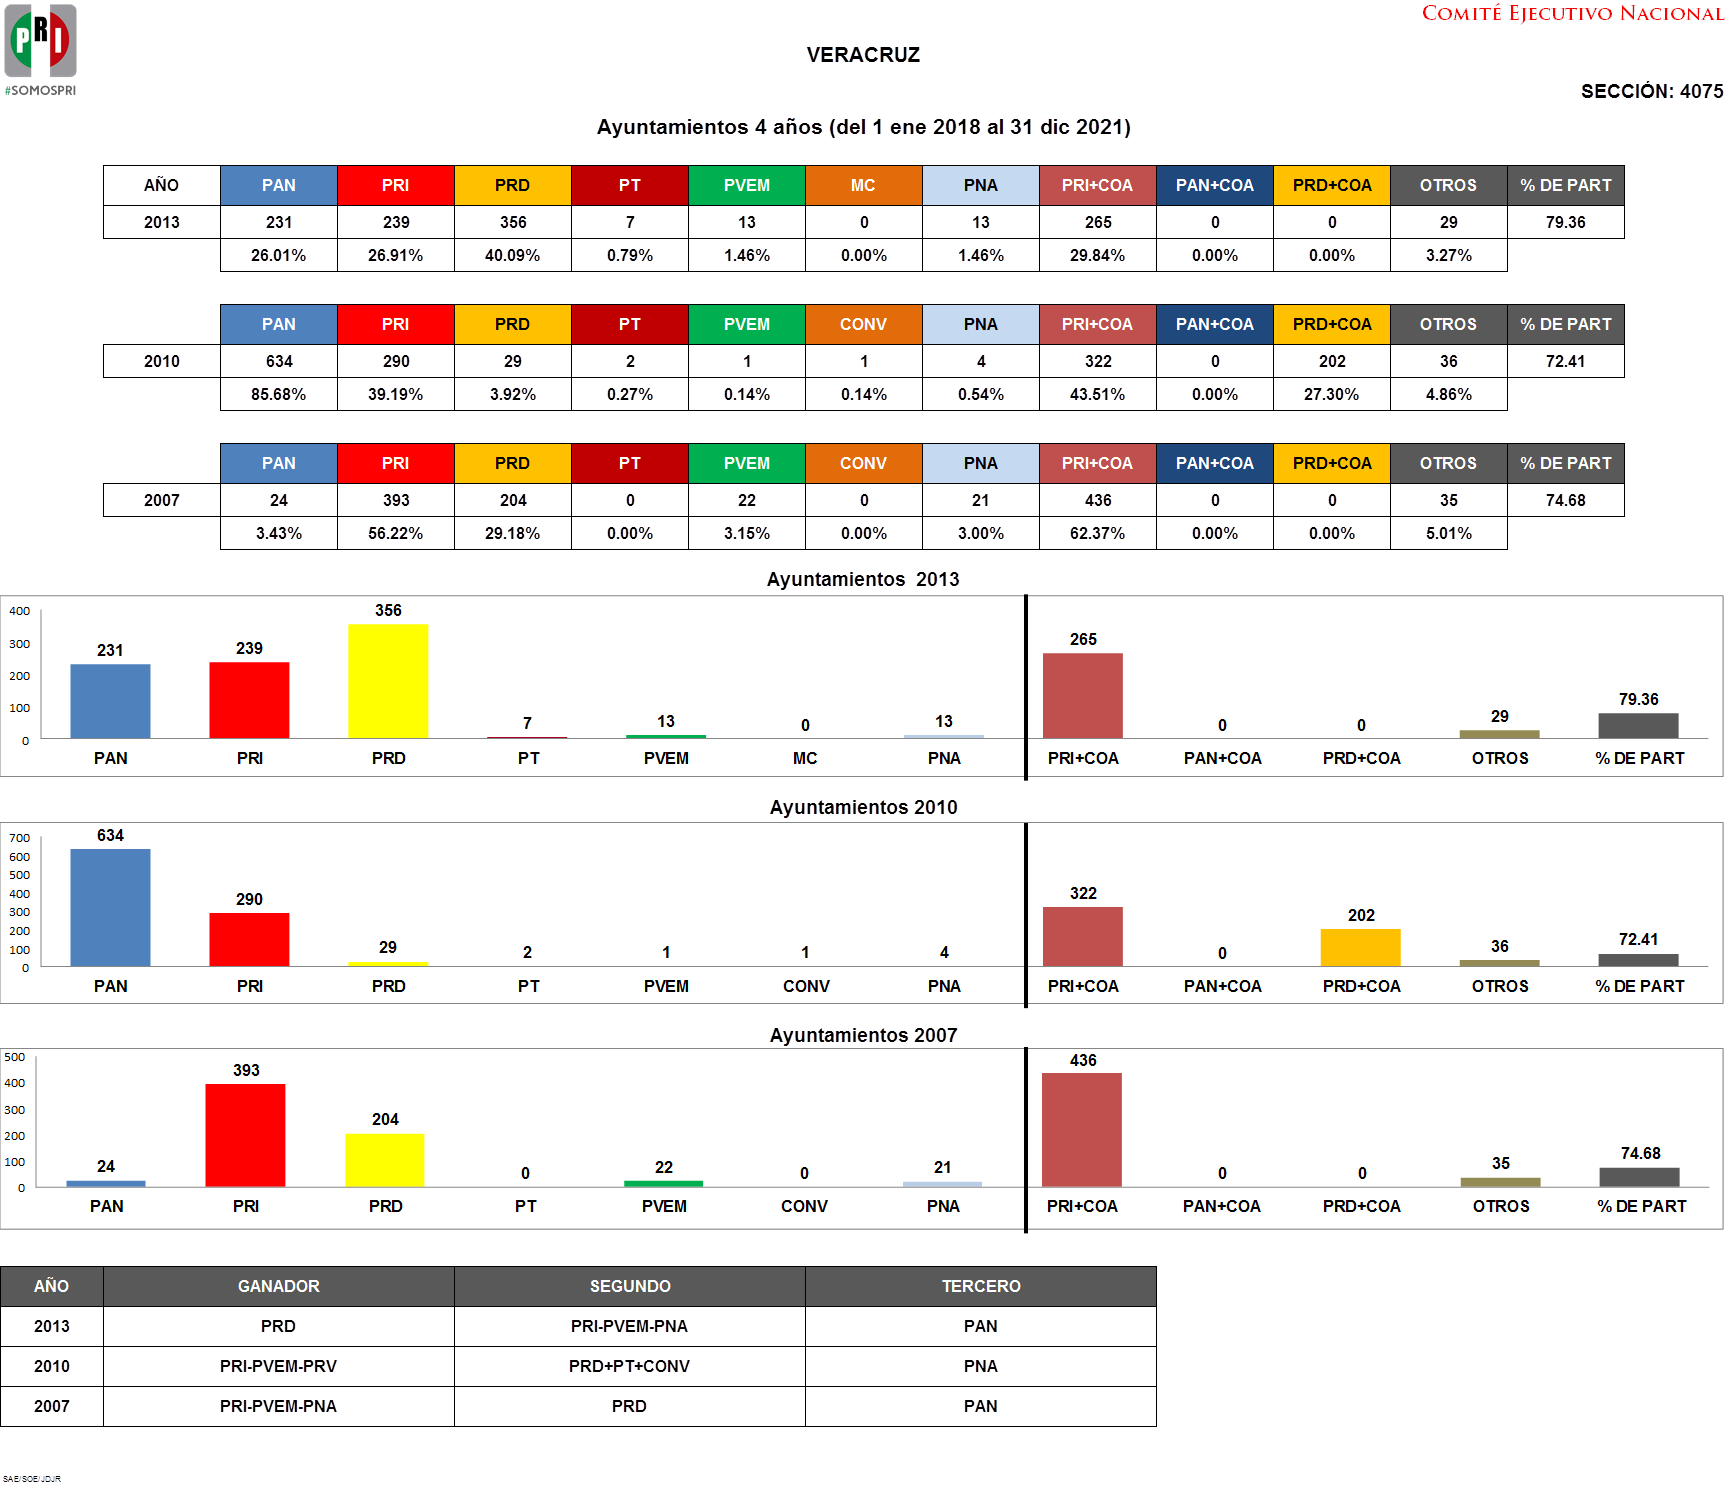 PRI
#SOMOSPRI
COMITÉ EJECUTIVO NACIONAL
VERACRUZ
SECCIÓN: 4075
Ayuntamientos 4 años (del 1 ene 2018 al 31 dic 2021)
AÑO PAN PRI PRD PT PVEM MC PNA PRI+COA PAN+COA PRD+COA OTROS % DE PART
2013 231 239 356 7 13 0 13 265 0 0 29 79.36
26.01% 26.91% 40.09% 0.79% 1.46% 0.00% 1.46% 29.84% 0.00% 0.00% 3.27%
PAN PRI PRD PT PVEM CONV PNA PRI+COA PAN+COA PRD+COA OTROS % DE PART
2010 634 290 29 2 1 1 4 322 0 202 36 72.41
85.68% 39.19% 3.92% 0.27% 0.14% 0.14% 0.54% 43.51% 0.00% 27.30% 4.86%
PAN PRI PRD PT PVEM CONV PNA PRI+COA PAN+COA PRD+COA OTROS % DE PART
2007 24 393 204 0 22 0 21 436 0 0 35 74.68
3.43% 56.22% 29.18% 0.00% 3.15% 0.00% 3.00% 62.37% 0.00% 0.00% 5.01%
Ayuntamientos 2013
400
300
200
100
0
231 239 356 7 13 0 13 265 0 0 29 79.36
PAN PRI PRD PT PVEM MC PNA PRI+COA PAN+COA PRD+COA OTROS % DE PART
Ayuntamientos 2010
700
600
500
400
300
200
100
0
634 290 29 2 1 1 4 322 0 202 36 72.41
PAN PRI PRD PT PVEM CONV PNA PRI+COA PAN+COA PRD+COA OTROS % DE PART
Ayuntamientos 2007
500
400
300
200
100
0
24 393 204 0 22 0 21 436 0 0 35 74.68
PAN PRI PRD PT PVEM CONV PNA PRI+COA PAN+COA PRD+COA OTROS % DE PART
AÑO GANADOR SEGUNDO TERCERO
2013 PRD PRI-PVEM-PNA PAN
2010 PRI-PVEM-PRV PRD+PT+CONV PNA
2007 PRI-PVEM-PNA PRD PAN
SAE/SOE/JDJR